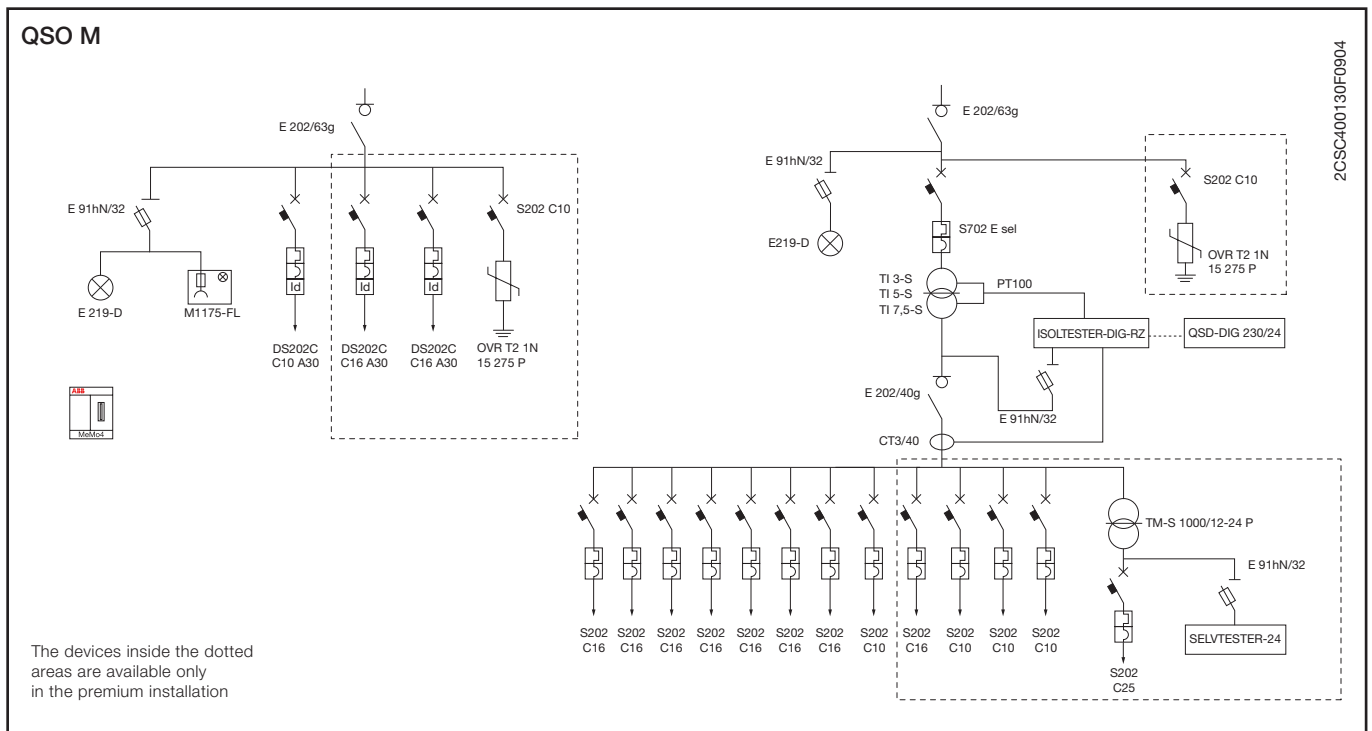 QSO M
2CSC400130F0904
E 202/63g
E 91hN/32
S202 C10
E 219-D
M1175-FL
Id
Id
Id
DS202C
C10 A30
DS202C
C16 A30
DS202C
C16 A30
OVR T2 1N
15 275 P
ABB
MeMo4
E 202/63g
E 91hN/32
S202 C10
E219-D
S702 E sel
OVR T2 1N
15 275 P
TI 3-S
TI 5-S
TI 7,5-S
PT100
ISOLTESTER-DIG-RZ
QSD-DIG 230/24
E 202/40g
E 91hN/32
CT3/40
TM-S 1000/12-24 P
E 91hN/32
S202
C16
S202
C16
S202
C16
S202
C16
S202
C16
S202
C16
S202
C16
S202
C10
S202
C16
S202
C10
S202
C10
S202
C10
SELVTESTER-24
S202
C25
The devices inside the dotted
areas are available only
in the premium installation